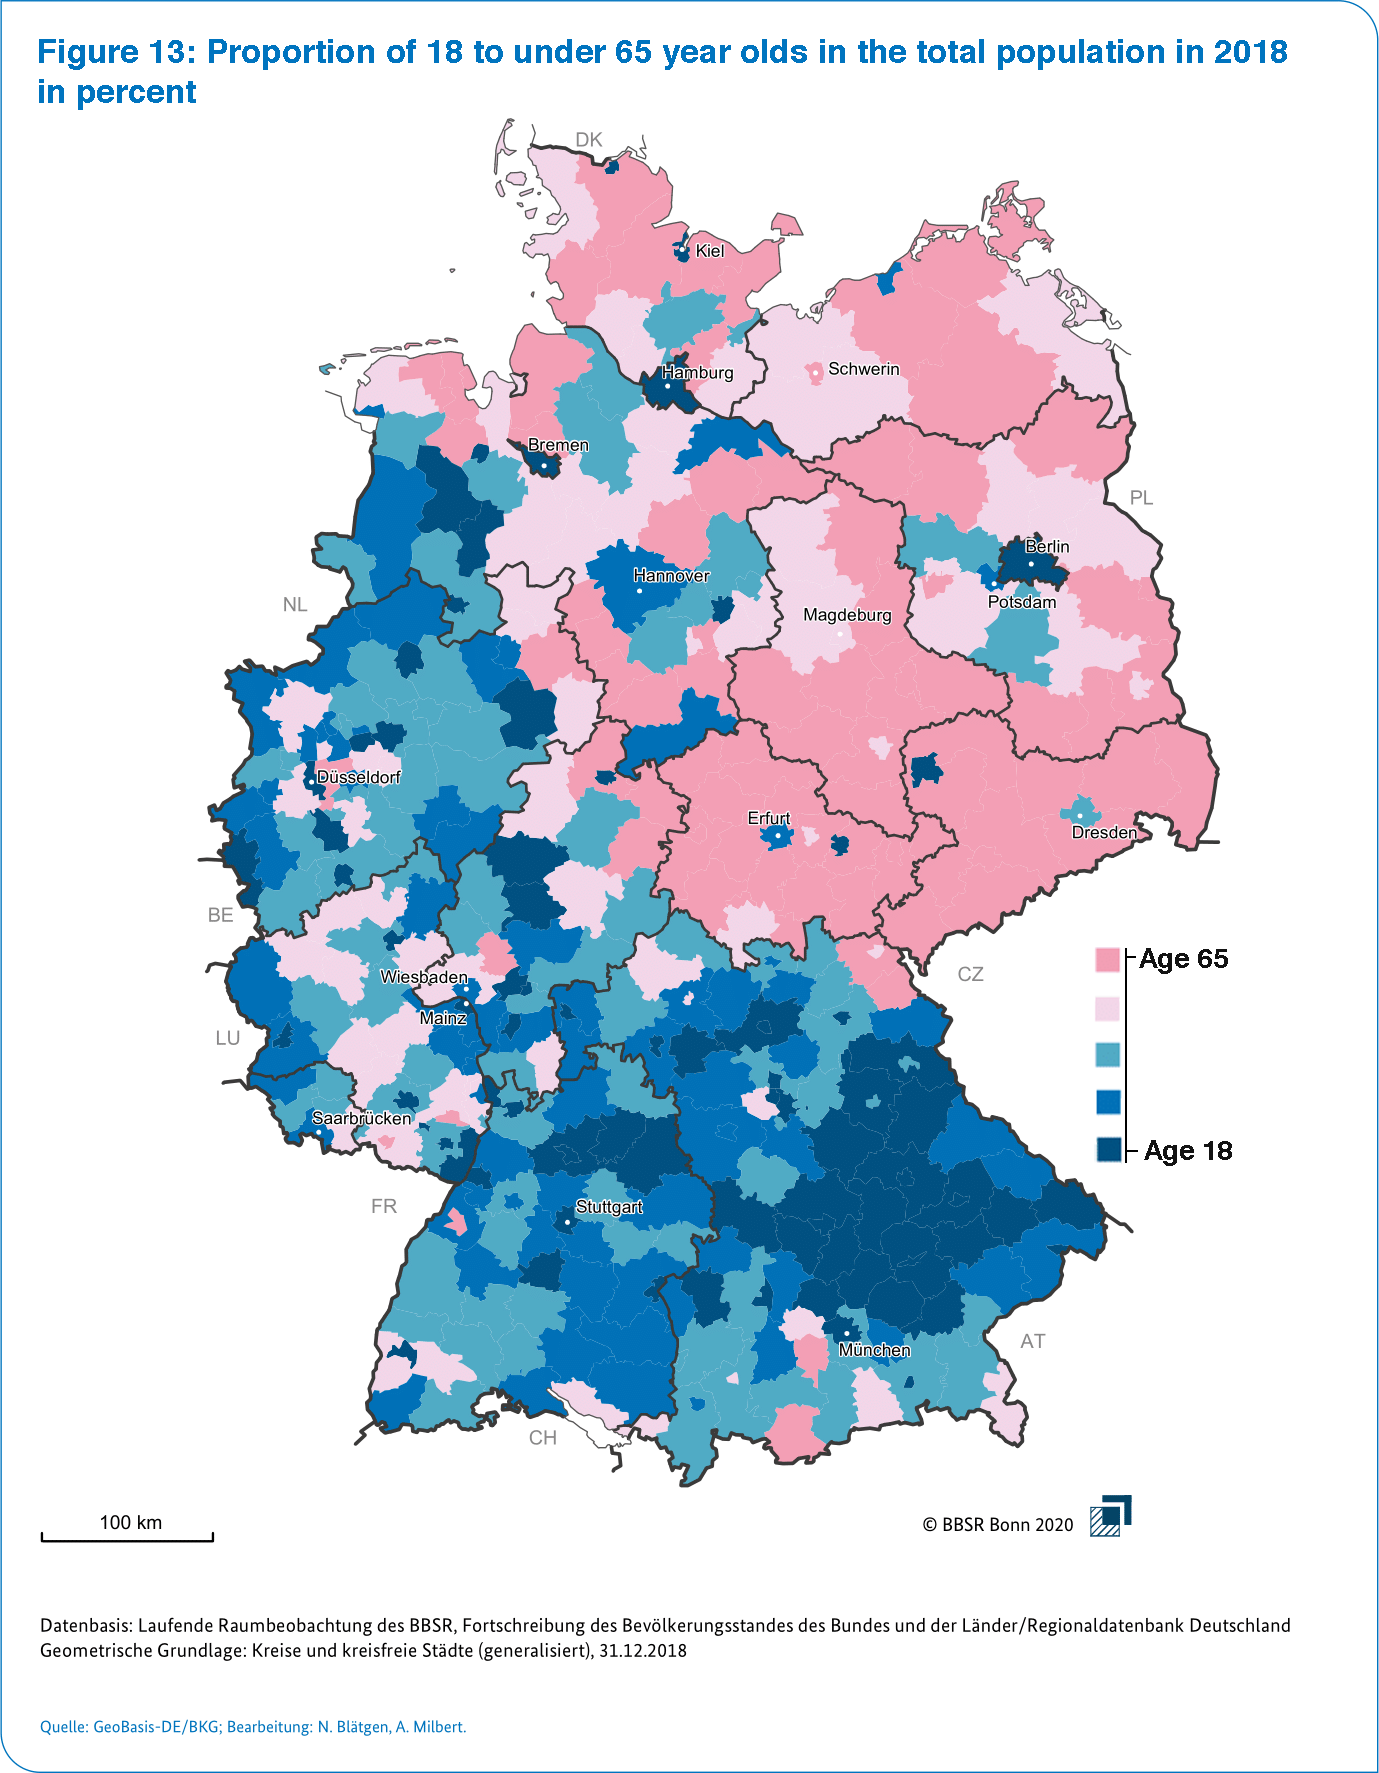 Figure 13: Proportion of 18 to under 65 year olds in the total population in 2018
in percent
DK
Kiel
Schwerin
Hamburg
Bremen
PL
Berlin
Hannover
Potsdam
NL
Magdeburg
Düsseldorf
Erfurt
Dresden
BE
Age 65
CZ
Wiesbaden
Mainz
LU
Saarbrücken
Age 18
FR
Stuttgart
AT
München
CH
100 km
© BBSR Bonn 2020
Datenbasis: Laufende Raumbeobachtung des BBSR, Fortschreibung des Bevölkerungsstandes des Bundes und der Länder/Regionaldatenbank Deutschland
Geometrische Grundlage: Kreise und kreisfreie Städte (generalisiert), 31.12.2018
Quelle: GeoBasis-DE/BKG; Bearbeitung: N. Blätgen, A. Milbert.